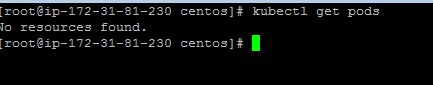 [root@ip-172-31-81-230 centos]# kubectl get pods
No resources found.
[root@ip-172-31-81-230 centos]#